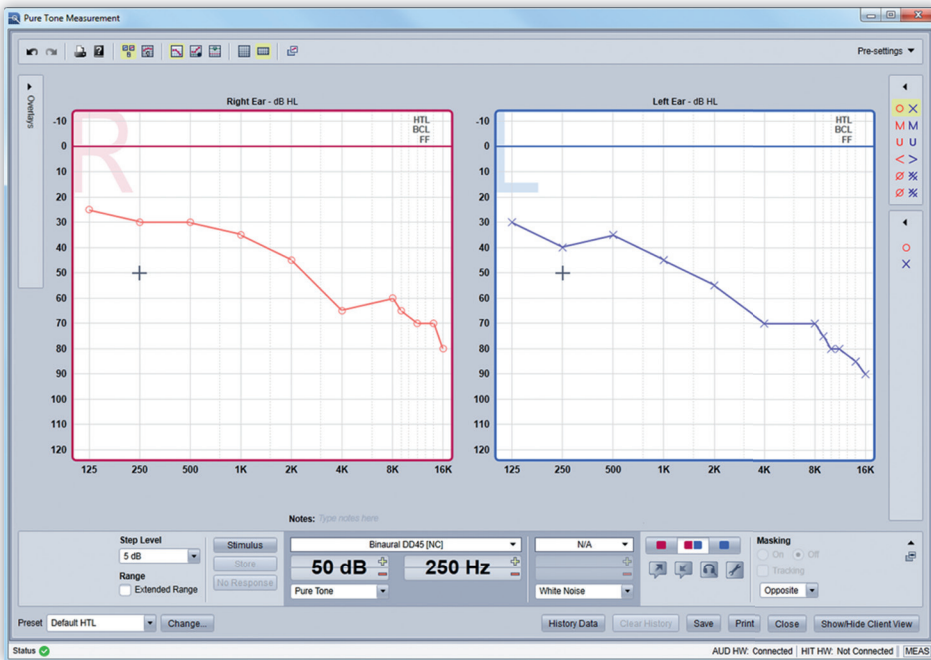 Pure Tone Measurement
Pre-settings
Overlays
Right Ear - dB HL
Left Ear - dB HL
R
HTL
BCL
FF
-10
0
10
20
30
40
50
60
70
80
90
100
110
120
125 250 500 1K 2K 4K 8K 16K
L
HTL
BCL
FF
-10
0
10
20
30
40
50
60
70
80
90
100
110
120
125 250 500 1K 2K 4K 8K 16K
M M
U U
Notes: Type notes here
Step Level
5 dB
Range
Extended Range
Stimulus
Store
No Response
Binaural DD45 [NC]
50 dB 250 Hz
Pure Tone
N/A
White Noise
Masking
On Off
Tracking
Opposite
Preset Default HTL Change...
History Data Clear History Save Print Close Show/Hide Client View
Status AUD HW: Connected HIT HW: Not Connected MEAS